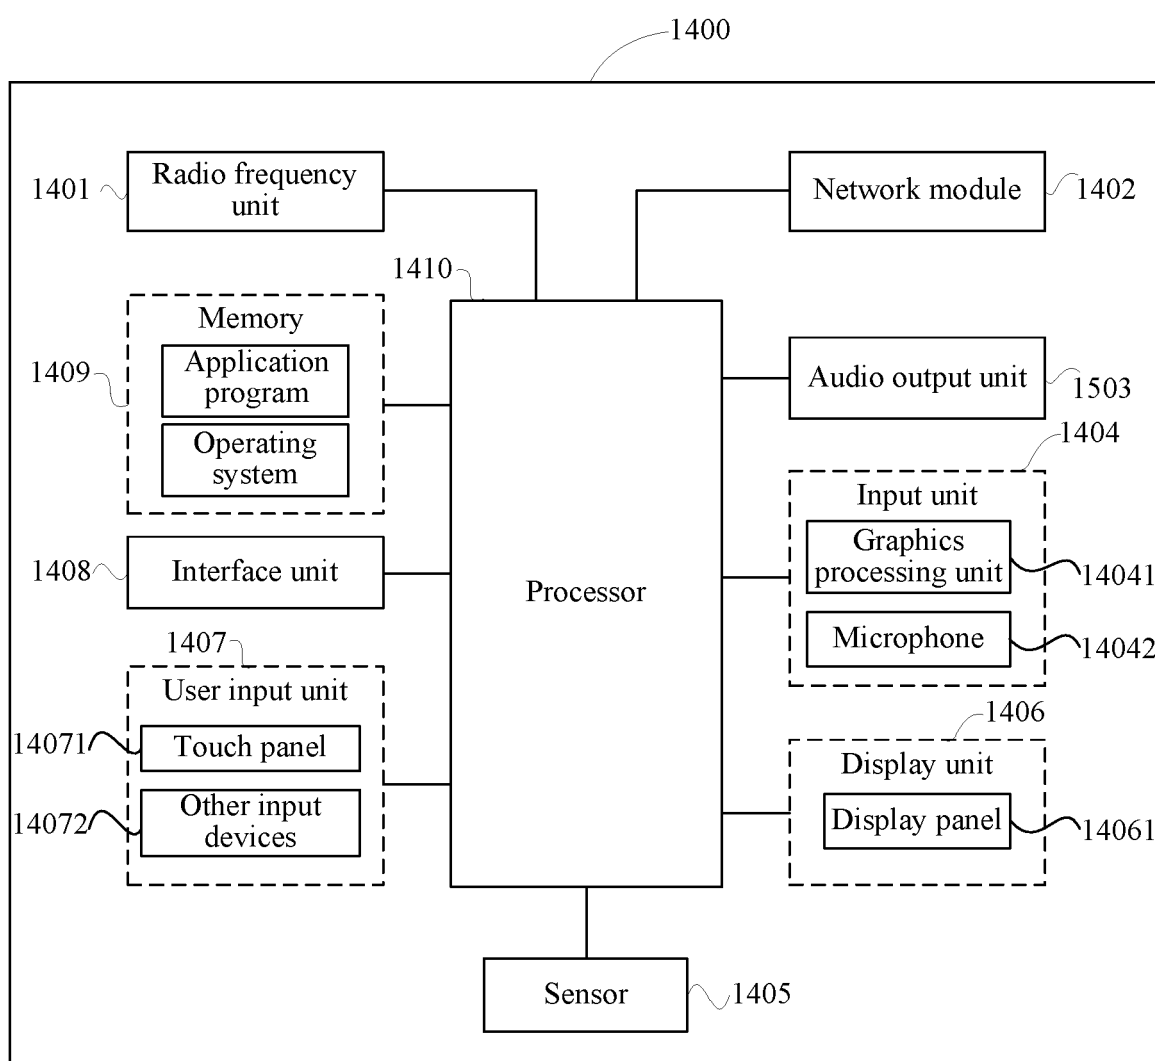 1400
1401
Radio frequency
unit
Network module
1402
1410
Memory
Application
program
Operating
system
1409
Audio output unit
1503
1404
Input unit
Graphics
processing unit
14041
Microphone
14042
1408
Interface unit
Processor
1407
User input unit
14071
Touch panel
14072
Other input
devices
1406
Display unit
Display panel
14061
Sensor
1405